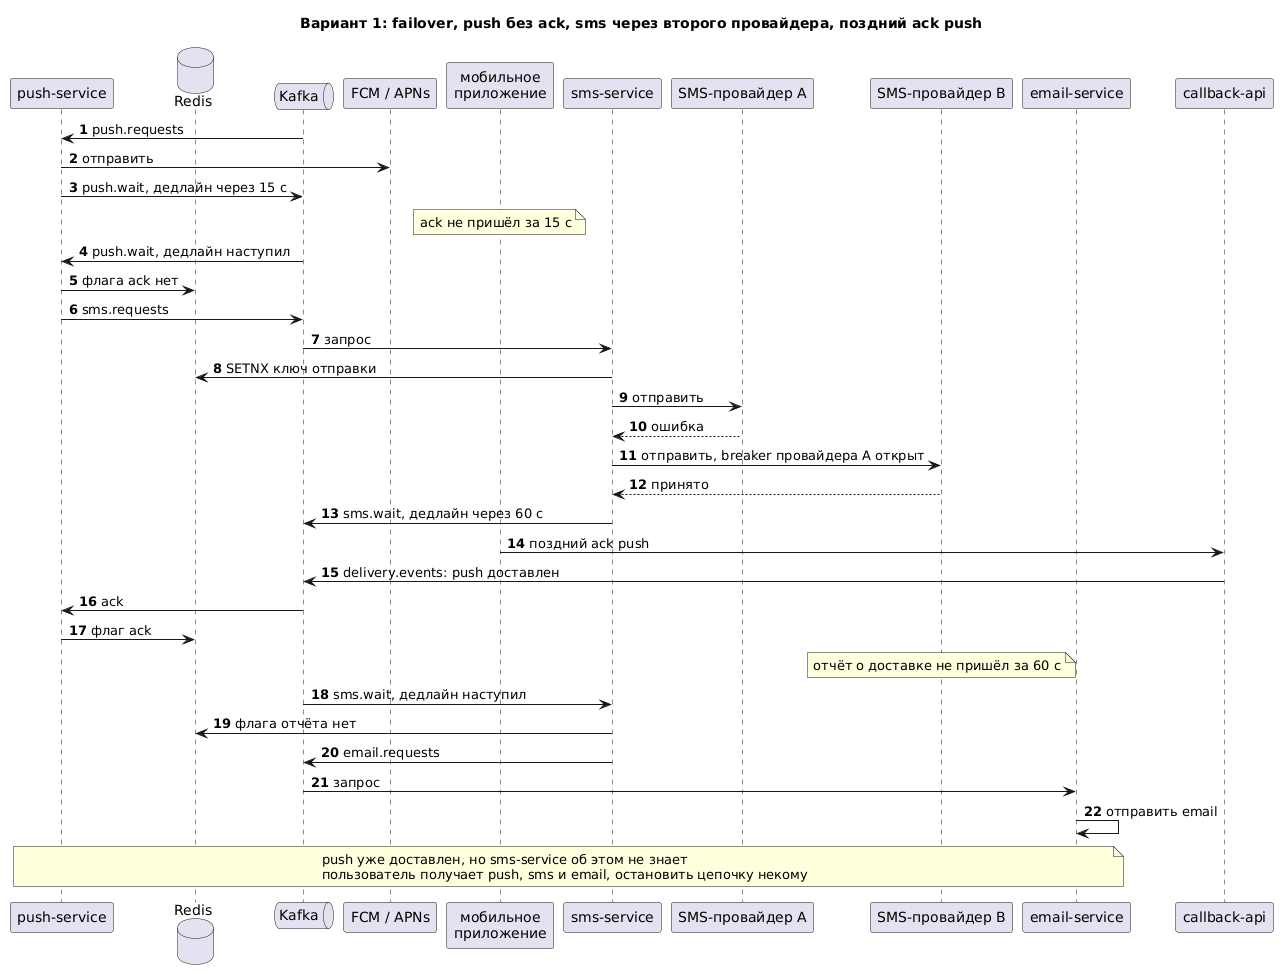 Вариант 1: failover, push без ack, sms через второго провайдера, поздний ack push
push-service
Redis
Kafka
FCM / APNs
мобильное
приложение
sms-service
SMS-провайдер A
SMS-провайдер B
email-service
callback-api
1 push.requests
2 отправить
3 push.wait, дедлайн через 15 с
ack не пришёл за 15 с
4 push.wait, дедлайн наступил
5 флага ack нет
6 sms.requests
7 запрос
8 SETNX ключ отправки
9 отправить
10 ошибка
11 отправить, breaker провайдера A открыт
12 принято
13 sms.wait, дедлайн через 60 с
14 поздний ack push
15 delivery.events: push доставлен
16 ack
17 флаг ack
отчёт о доставке не пришёл за 60 с
18 sms.wait, дедлайн наступил
19 флага отчёта нет
20 email.requests
21 запрос
22 отправить email
push уже доставлен, но sms-service об этом не знает
пользователь получает push, sms и email, остановить цепочку некому
push-service
Redis
Kafka
FCM / APNs
мобильное
приложение
sms-service
SMS-провайдер A
SMS-провайдер B
email-service
callback-api